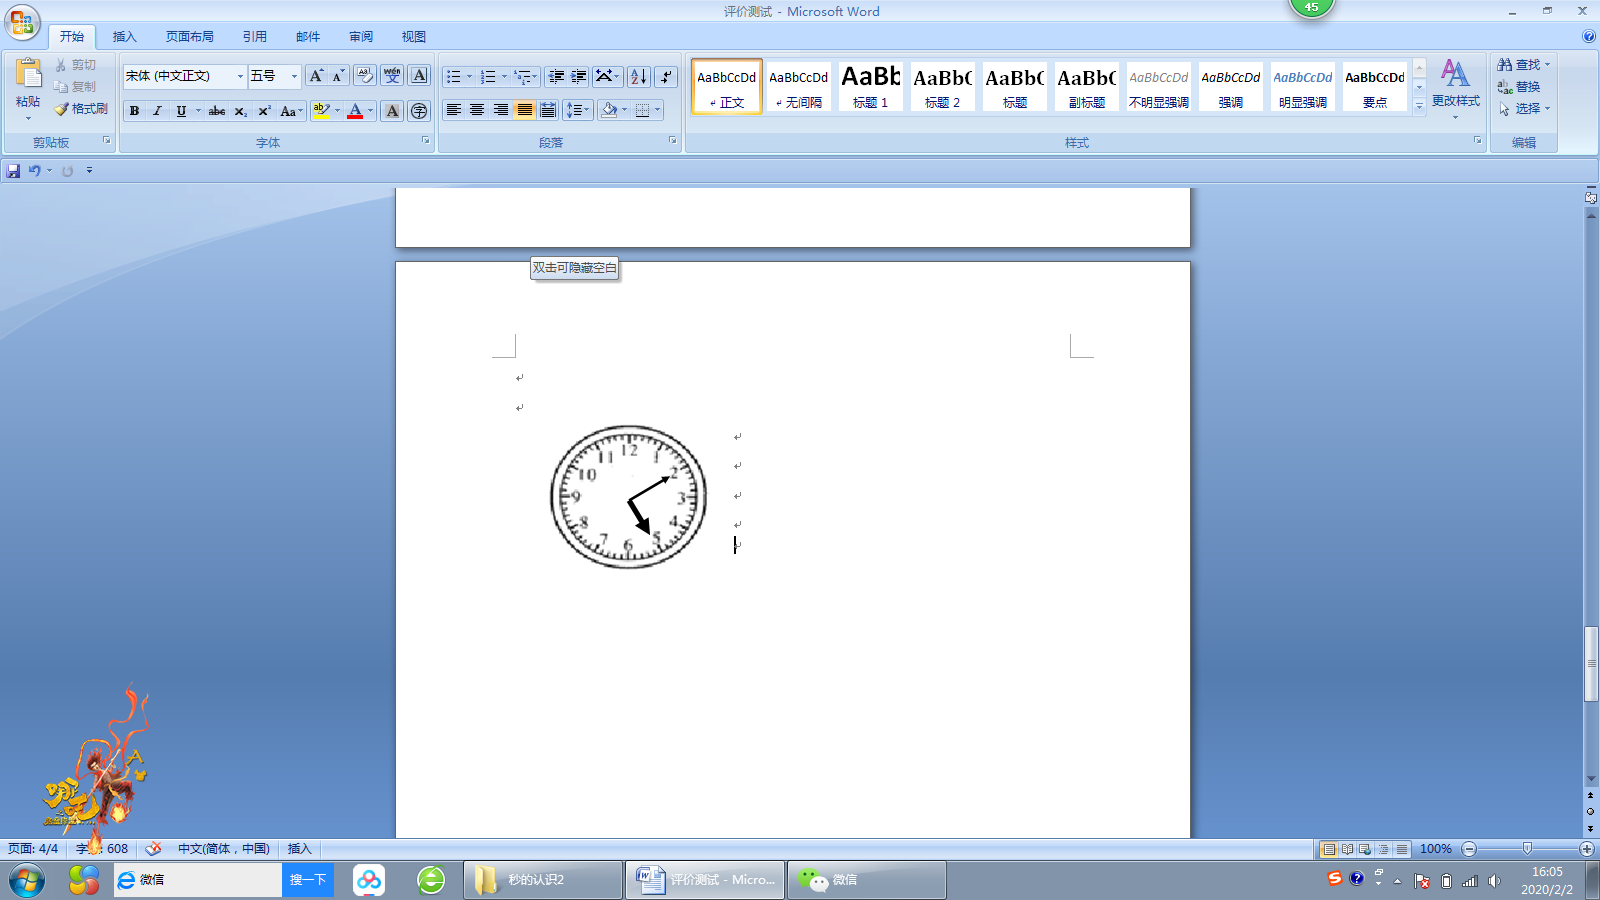 评价测试 - Microsoft Word
45
开始 插入 页面布局 引用 邮件 审阅 视图
粘贴
剪切
复制
格式刷
剪贴板
宋体 (中文正文) 五号
字体
段落
AaBbCcDd AaBbCcDd AaBb AaBbC AaBbC AaBbC AaBbCcDd AaBbCcDd AaBbCcDd AaBbCcDd
正文 无间隔 标题 1 标题 2 标题 副标题 不明显强调 强调 明显强调 要点
更改样式
样式
查找
替换
选择
编辑
双击可隐藏空白
12
11 1
10 2
9 3
8 4
7 5
6
哪吒
页面: 4/4 608 中文(简体，中国) 插入
100%
微信 搜一下 秒的认识2 评价测试 - Micro... 微信
16:05
2020/2/2